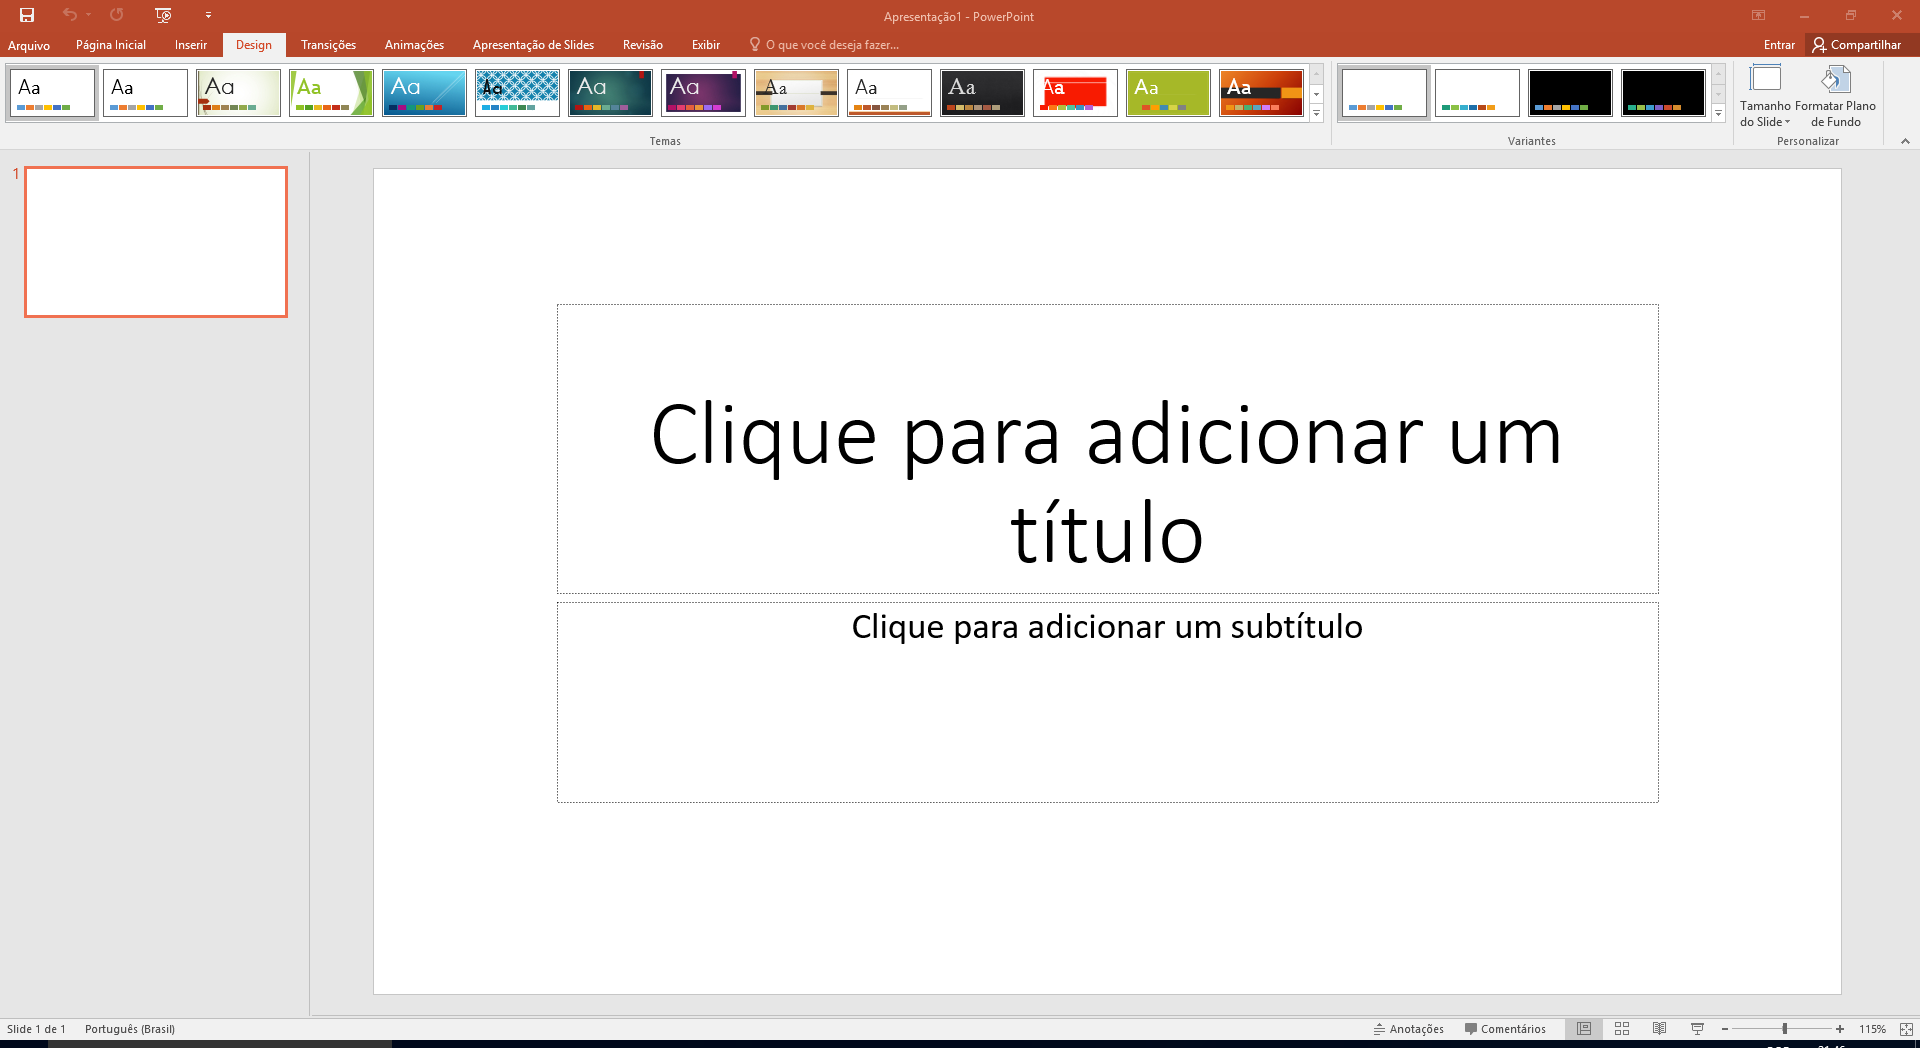 Apresentação1 - PowerPoint
Arquivo Página Inicial Inserir Design Transições Animações Apresentação de Slides Revisão Exibir O que você deseja fazer... Entrar Compartilhar
Aa Aa Aa Aa Aa Aa Aa Aa Aa Aa Aa Aa Aa Aa
Tamanho do Slide
Formatar Plano de Fundo
Temas Variantes Personalizar
1
Clique para adicionar um
título
Clique para adicionar um subtítulo
Slide 1 de 1 Português (Brasil) Anotações Comentários 115%